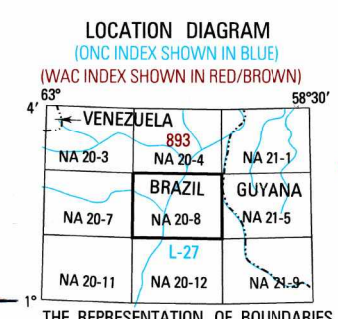 LOCATION DIAGRAM
(ONC INDEX SHOWN IN BLUE)
(WAC INDEX SHOWN IN RED/BROWN)
63° 58°30'
4'
VENEZUELA
893
NA 20-3 NA 20-4 NA 21-1
BRAZIL GUYANA
NA 20-7 NA 20-8 NA 21-5
L-27
NA 20-11 NA 20-12 NA 21-9
1°
THE REPRESENTATION OF BOUNDARIES